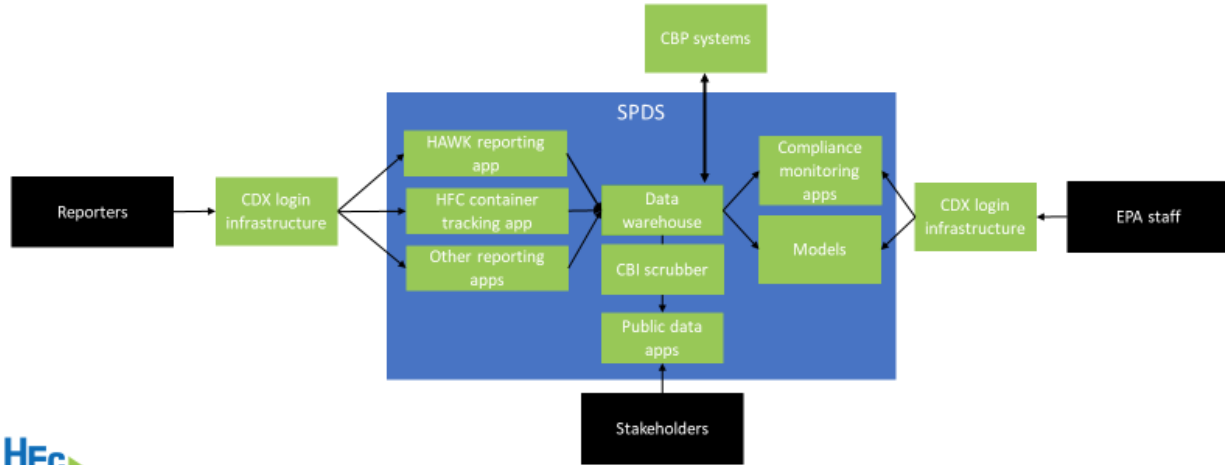 CBP systems
SPDS
HAWK reporting
app
Compliance
monitoring
apps
Reporters
CDX login
infrastructure
HFC container
tracking app
Data
warehouse
CDX login
infrastructure
EPA staff
Other reporting
apps
CBI scrubber
Models
Public data
apps
Stakeholders
HFC